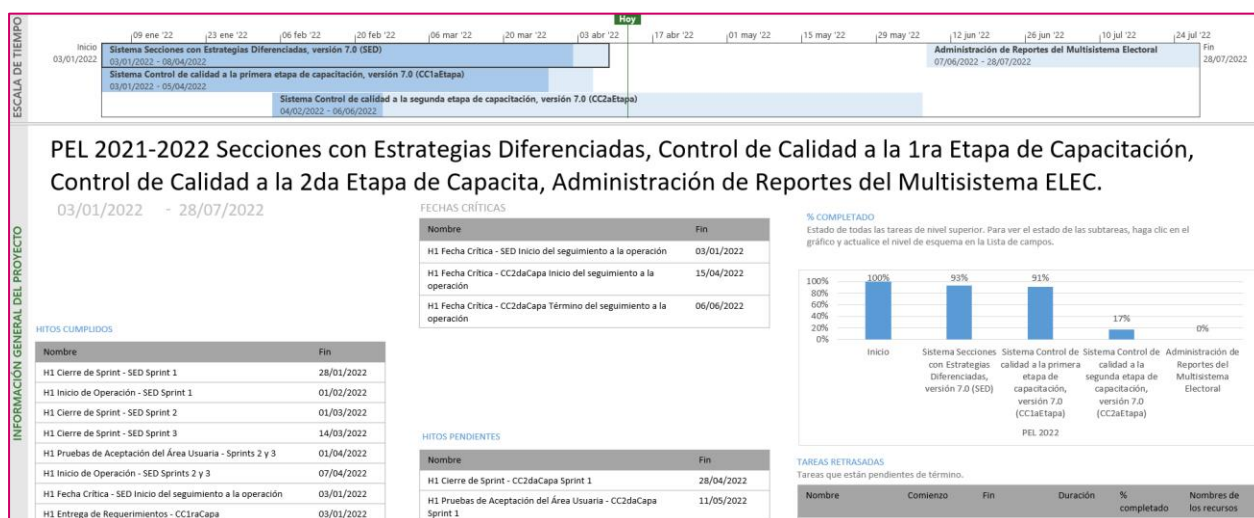 ESCALA DE TIEMPO
Hoy
09 ene '22 23 ene '22 06 feb '22 20 feb '22 06 mar '22 20 mar '22 03 abr '22 17 abr '22 01 may '22 15 may '22 29 may '22 12 jun '22 26 jun '22 10 jul '22 24 jul '22
Inicio
03/01/2022
Sistema Secciones con Estrategias Diferenciadas, versión 7.0 (SED)
03/01/2022 - 08/04/2022
Administración de Reportes del Multisistema Electoral
07/06/2022 - 28/07/2022
Fin
28/07/2022
Sistema Control de calidad a la primera etapa de capacitación, versión 7.0 (CC1aEtapa)
03/01/2022 - 05/04/2022
Sistema Control de calidad a la segunda etapa de capacitación, versión 7.0 (CC2aEtapa)
04/02/2022 - 06/06/2022
INFORMACIÓN GENERAL DEL PROYECTO
PEL 2021-2022 Secciones con Estrategias Diferenciadas, Control de Calidad a la 1ra Etapa de Capacitación,
Control de Calidad a la 2da Etapa de Capacita, Administración de Reportes del Multisistema ELEC.
03/01/2022 - 28/07/2022
HITOS CUMPLIDOS
Nombre Fin
H1 Cierre de Sprint - SED Sprint 1 28/01/2022
H1 Inicio de Operación - SED Sprint 1 01/02/2022
H1 Cierre de Sprint - SED Sprint 2 01/03/2022
H1 Cierre de Sprint - SED Sprint 3 14/03/2022
H1 Pruebas de Aceptación del Área Usuaria - Sprints 2 y 3 01/04/2022
H1 Inicio de Operación - SED Sprints 2 y 3 07/04/2022
H1 Fecha Crítica - SED Inicio del seguimiento a la operación 03/01/2022
H1 Entrega de Requerimientos - CC1raCapa 03/01/2022
FECHAS CRÍTICAS
Nombre Fin
H1 Fecha Crítica - SED Inicio del seguimiento a la operación 03/01/2022
H1 Fecha Crítica - CC2daCapa Inicio del seguimiento a la 15/04/2022
operación
H1 Fecha Crítica - CC2daCapa Término del seguimiento a la 06/06/2022
operación
HITOS PENDIENTES
Nombre Fin
H1 Cierre de Sprint - CC2daCapa Sprint 1 28/04/2022
H1 Pruebas de Aceptación del Área Usuaria - CC2daCapa 11/05/2022
Sprint 1
% COMPLETADO
Estado de todas las tareas de nivel superior. Para ver el estado de las subtareas, haga clic en el
gráfico y actualice el nivel de esquema en la Lista de campos.
100%
80%
60%
40%
20%
0%
100% 93% 91% 17% 0%
Inicio
Sistema Secciones
con Estrategias
Diferenciadas,
versión 7.0 (SED)
Sistema Control de
calidad a la primera
etapa de
capacitación,
versión 7.0
(CC1aEtapa)
Sistema Control de
calidad a la
segunda etapa de
capacitación,
versión 7.0
(CC2aEtapa)
Administración de
Reportes del
Multisistema
Electoral
PEL 2022
TAREAS RETRASADAS
Tareas que están pendientes de término.
Nombre Comienzo Fin Duración % completado Nombres de los recursos